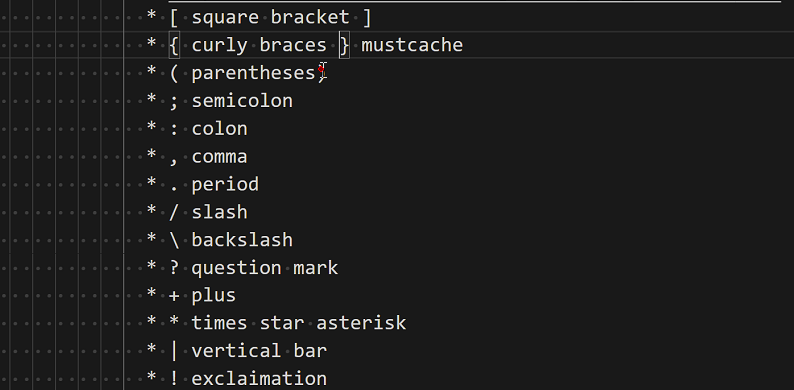 * [ square bracket ]
* { curly braces } mustcache
* ( parentheses)
* ; semicolon
* : colon
* , comma
* . period
* / slash
* \ backslash
* ? question mark
* + plus
* * times star asterisk
* | vertical bar
* ! exclaimation